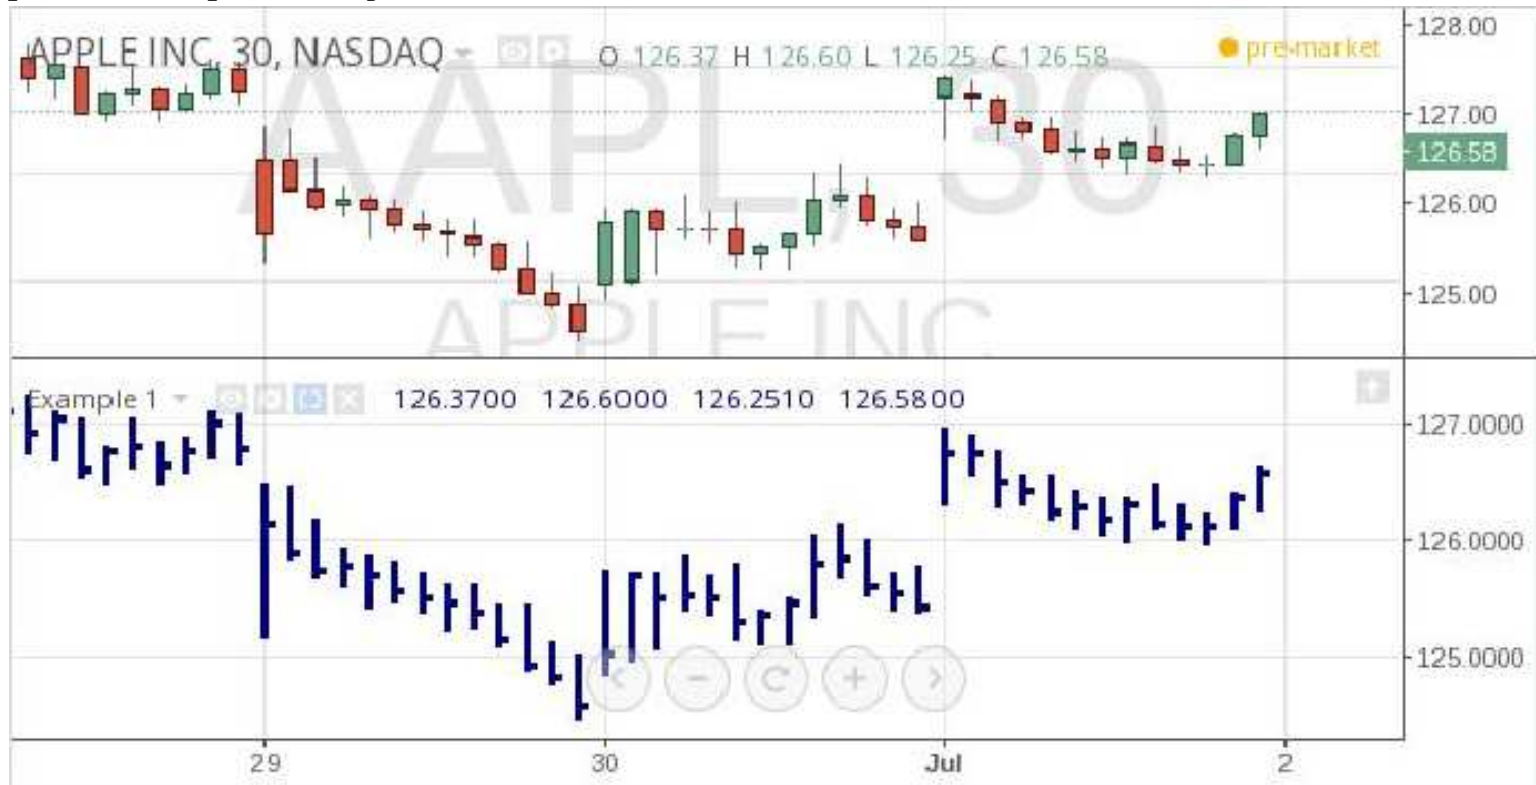 APPLE INC, 30, NASDAQ
O 126.37 H 126.60 L 126.25 C 126.58
pre-market
128.00
127.00
126.58
126.00
125.00
AAPL, 30
APPLE INC
Example 1
126.3700 126.6000 126.2510 126.5800
127.0000
126.0000
125.0000
29 30 Jul 2